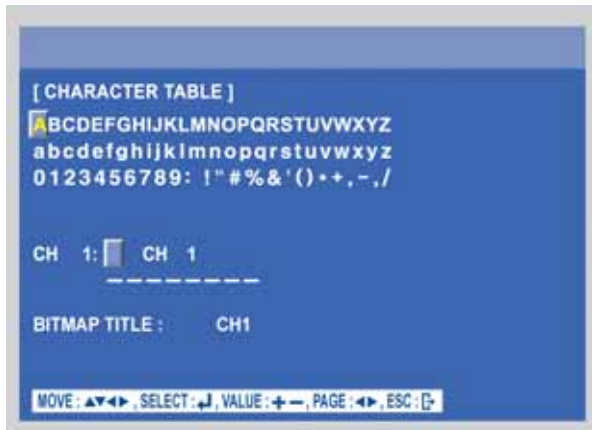 [ CHARACTER TABLE ]
ABCDEFGHIJKLMNOPQRSTUVWXYZ
abcdefghijklmnopqrstuvwxyz
0123456789: !"#%&'()•+,-,/
CH 1: CH 1
BITMAP TITLE : CH1
MOVE : ▲▼◄► , SELECT : ↵ , VALUE : + − , PAGE : ◄► , ESC :